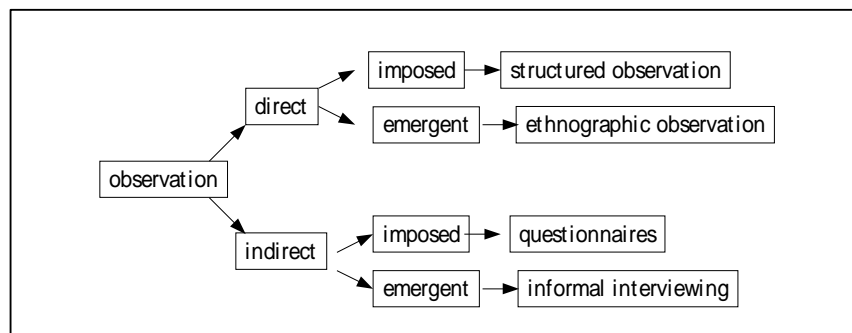 imposed
structured observation
direct
emergent
ethnographic observation
observation
imposed
questionnaires
indirect
emergent
informal interviewing